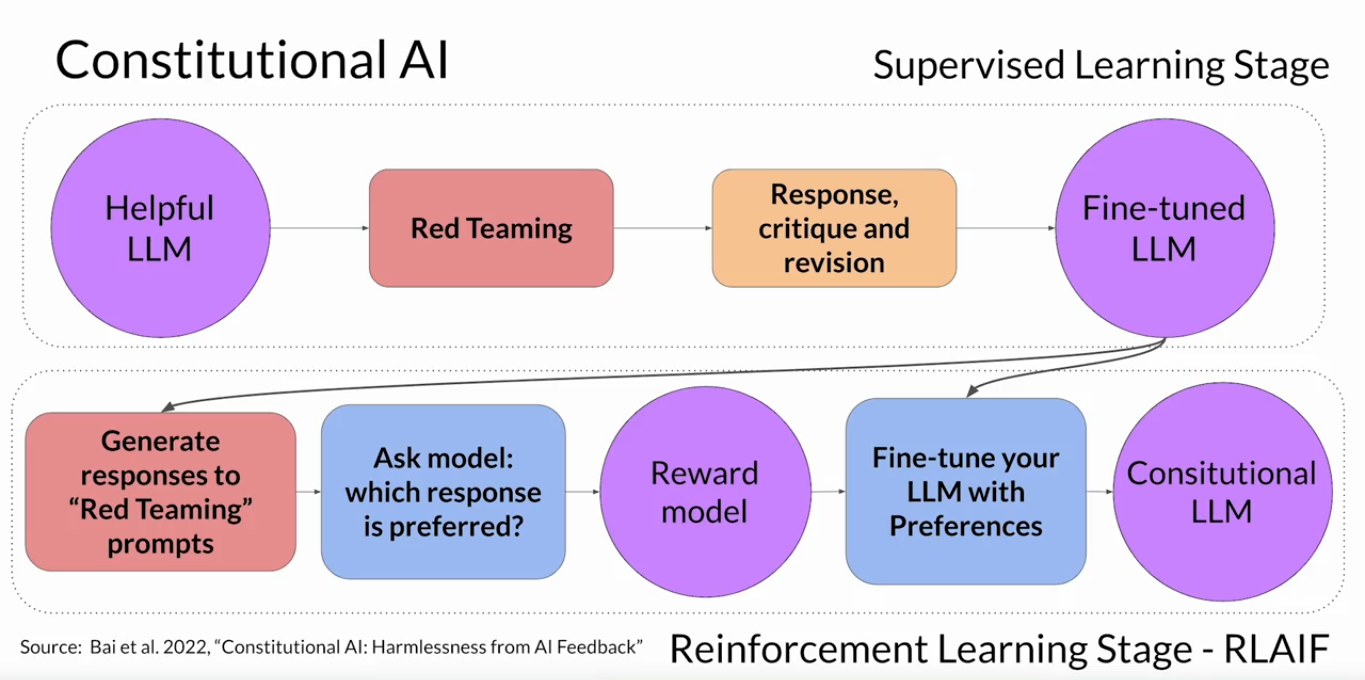 Constitutional AI
Supervised Learning Stage
Helpful
LLM
Red Teaming
Response,
critique and
revision
Fine-tuned
LLM
Generate
responses to
“Red Teaming”
prompts
Ask model:
which response
is preferred?
Reward
model
Fine-tune your
LLM with
Preferences
Consitutional
LLM
Source: Bai et al. 2022, “Constitutional AI: Harmlessness from AI Feedback”
Reinforcement Learning Stage - RLAIF